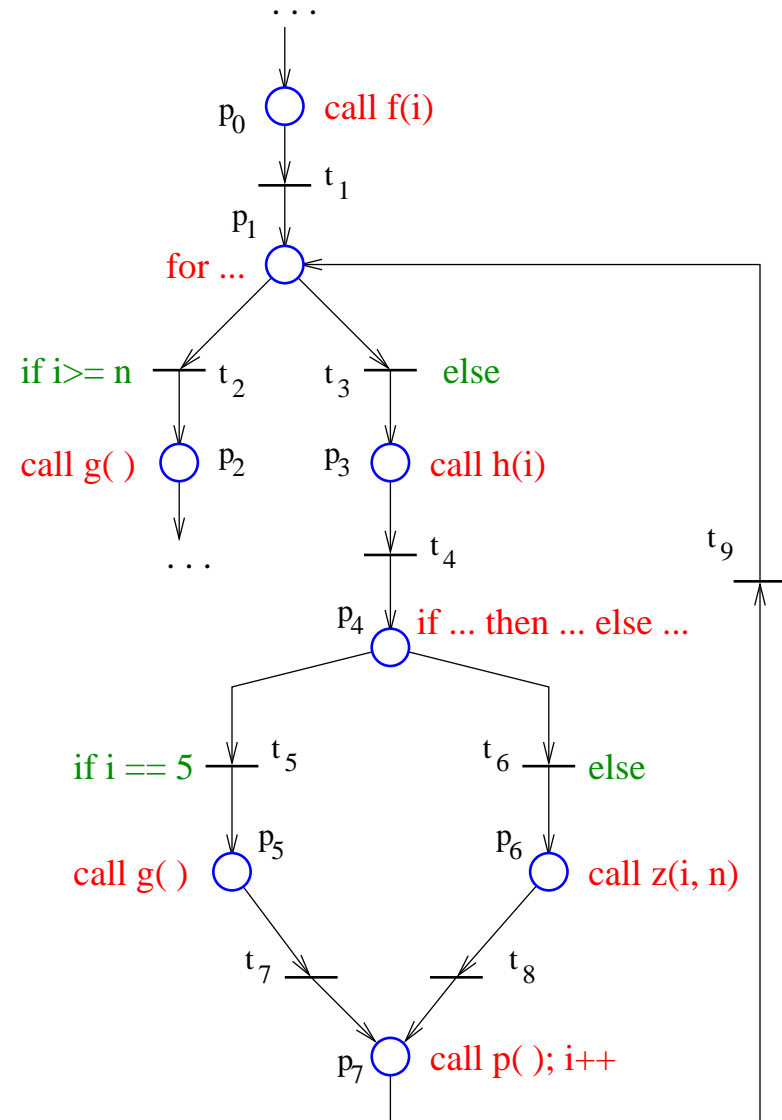 . . .
p0 call f(i)
t1
p1
for ...
if i>= n t2 t3 else
call g( ) p2 p3 call h(i)
. . .
t4 t9
p4 if ... then ... else ...
if i == 5 t5 t6 else
p5 p6
call g( ) call z(i, n)
t7 t8
p7 call p( ); i++